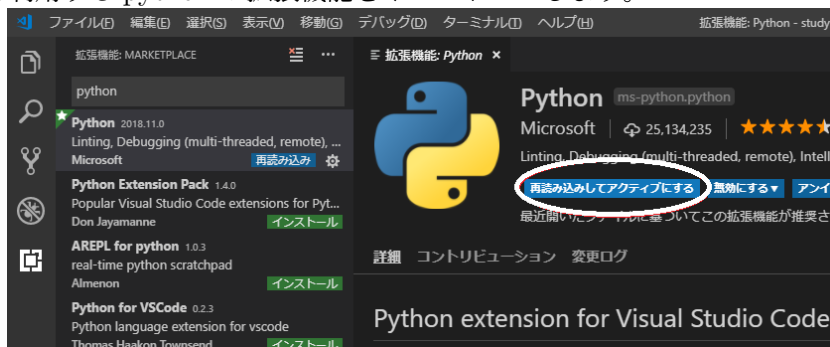 ファイル(F) 編集(E) 選択(S) 表示(V) 移動(G) デバッグ(D) ターミナル(T) ヘルプ(H) 拡張機能: Python - study
拡張機能: MARKETPLACE
python
Python 2018.11.0
Linting, Debugging (multi-threaded, remote), ...
Microsoft 再読み込み
Python Extension Pack 1.4.0
Popular Visual Studio Code extensions for Pyt...
Don Jayamanne インストール
AREPL for python 1.0.3
real-time python scratchpad
Almenon インストール
Python for VSCode 0.2.3
Python language extension for vscode
Thomas Haakon Townsend インストール
拡張機能: Python ×
Python ms-python.python
Microsoft 25,134,235
Linting, Debugging (multi-threaded, remote), Intell
再読み込みしてアクティブにする 無効にする▼ アンイ
最近開いたファイルに基づいてこの拡張機能が推奨さ
詳細 コントリビューション 変更ログ
Python extension for Visual Studio Code